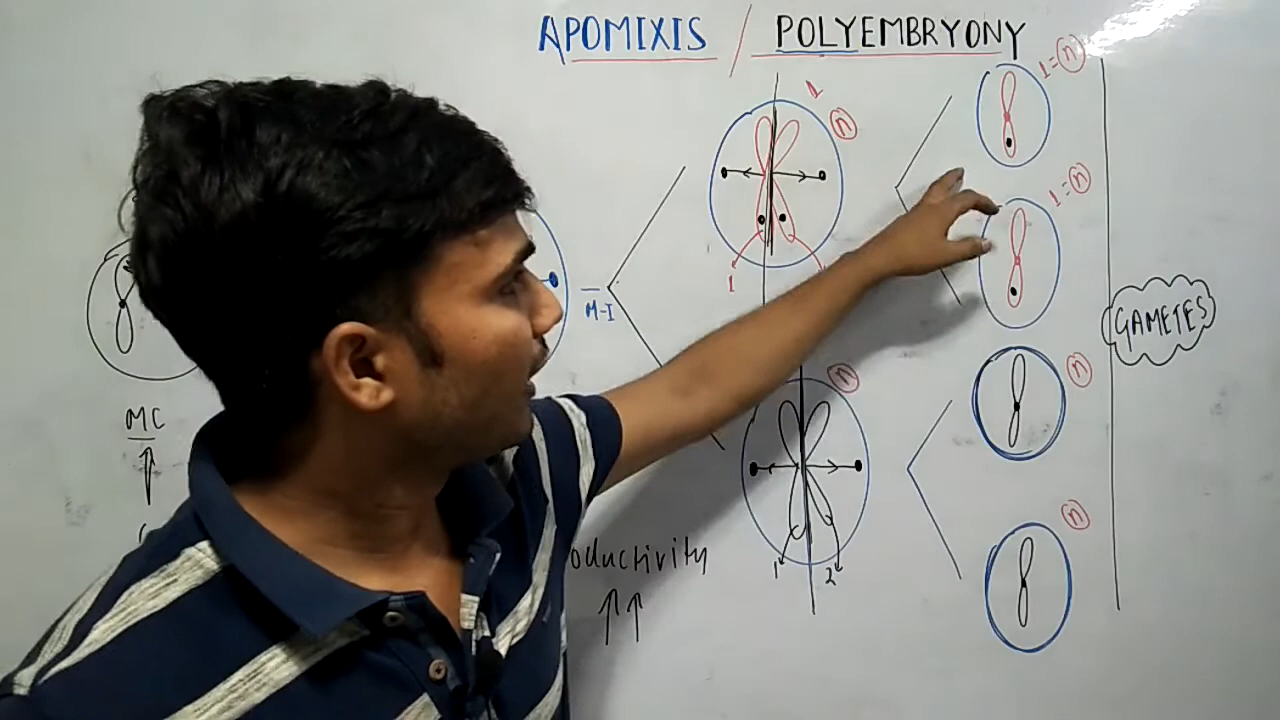 APOMIXIS / POLYEMBRYONY
1
n
1 = n
1 = n
M-I
1
GAMETES
n
n
MC
oductivity
1
2
n